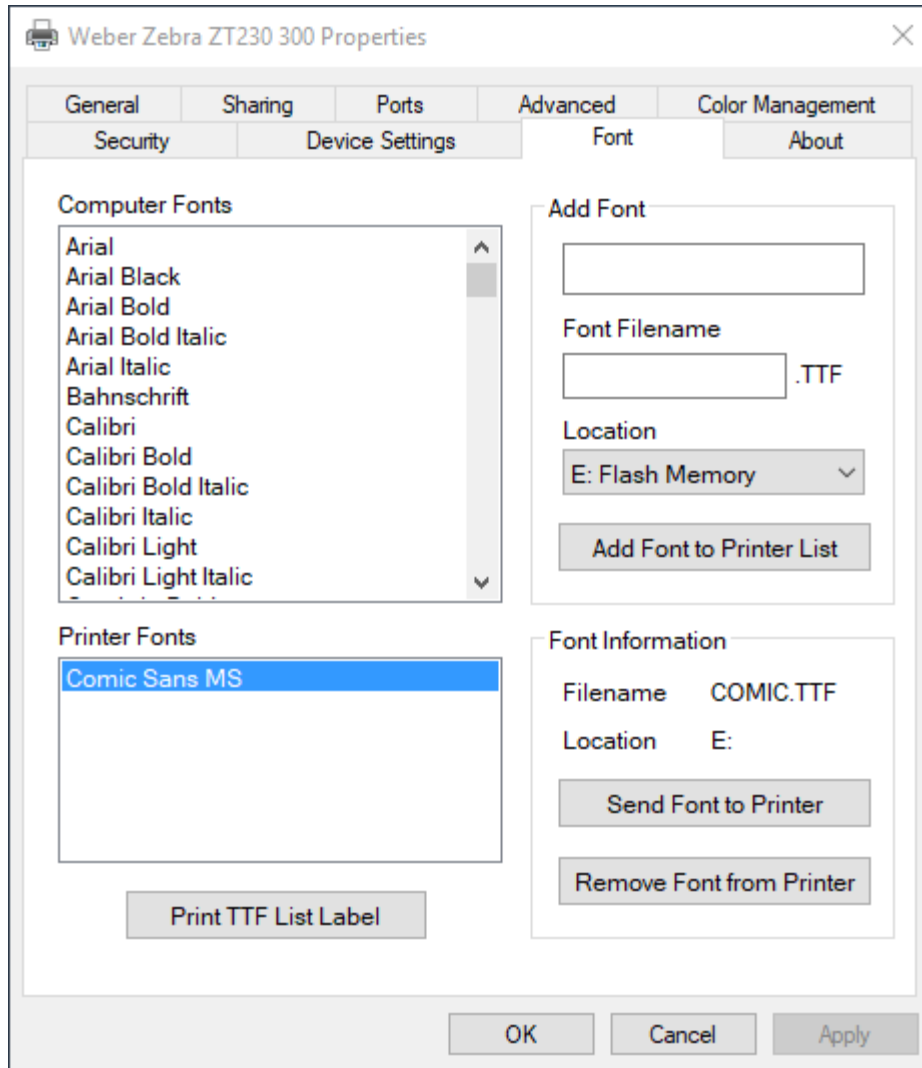 Weber Zebra ZT230 300 Properties
General Sharing Ports Advanced Color Management
Security Device Settings Font About
Computer Fonts
Arial
Arial Black
Arial Bold
Arial Bold Italic
Arial Italic
Bahnschrift
Calibri
Calibri Bold
Calibri Bold Italic
Calibri Italic
Calibri Light
Calibri Light Italic
Add Font
Font Filename
.TTF
Location
E: Flash Memory
Add Font to Printer List
Printer Fonts
Comic Sans MS
Print TTF List Label
Font Information
Filename COMIC.TTF
Location E:
Send Font to Printer
Remove Font from Printer
OK Cancel Apply